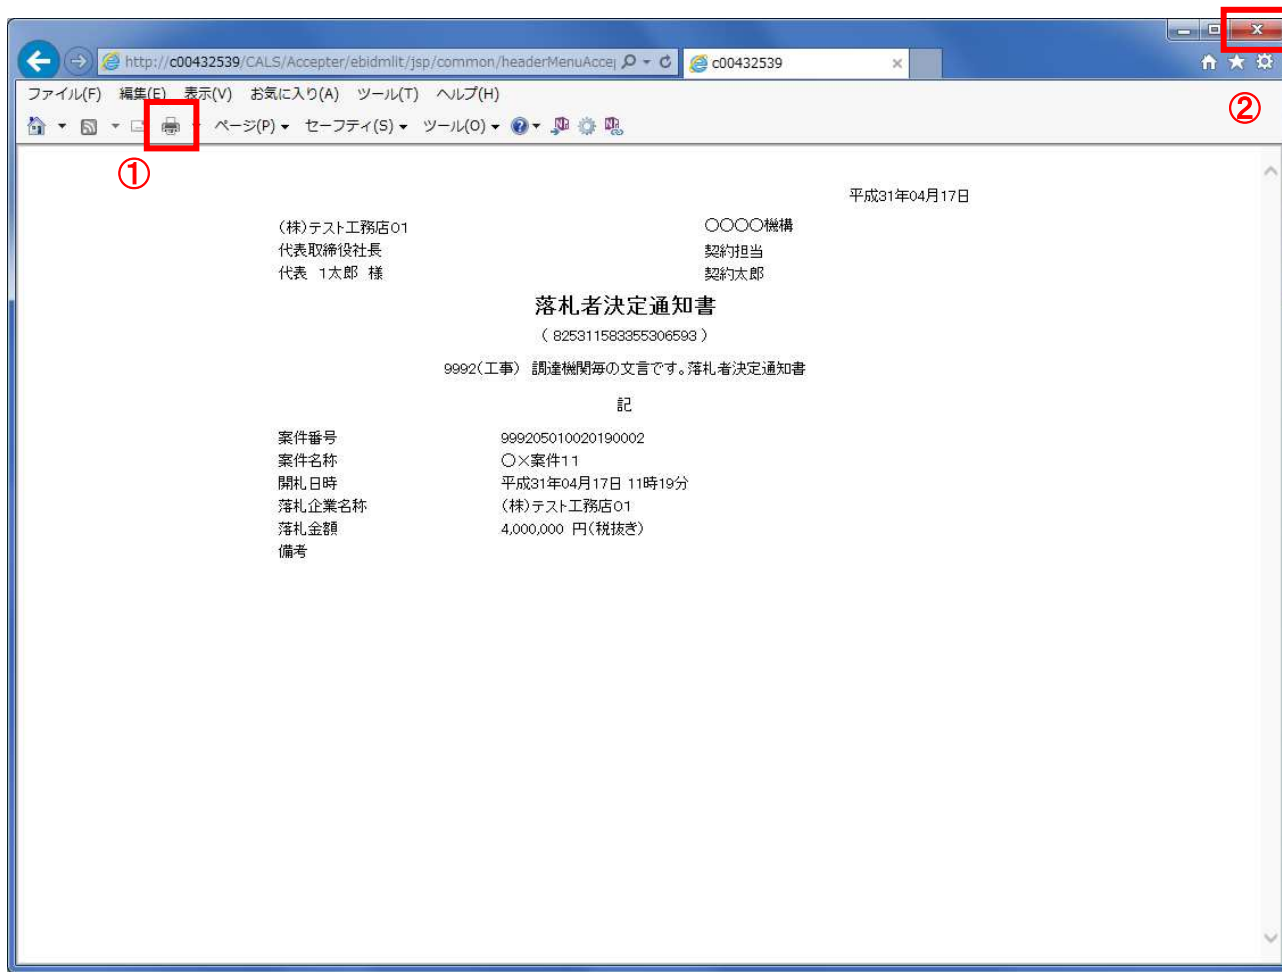 http://c00432539/CALS/Accepter/ebidmlit/jsp/common/headerMenuAccep
c00432539
ファイル(F) 編集(E) 表示(V) お気に入り(A) ツール(T) ヘルプ(H)
②
ページ(P) セーフティ(S) ツール(O)
①
平成31年04月17日
(株)テスト工務店01 〇〇〇〇機構
代表取締役社長 契約担当
代表 1太郎 様 契約太郎
落札者決定通知書
( 825311583355306593 )
9992(工事) 調達機関毎の文言です。落札者決定通知書
記
案件番号 999205010020190002
案件名称 〇×案件11
開札日時 平成31年04月17日 11時19分
落札企業名称 (株)テスト工務店01
落札金額 4,000,000 円(税抜き)
備考